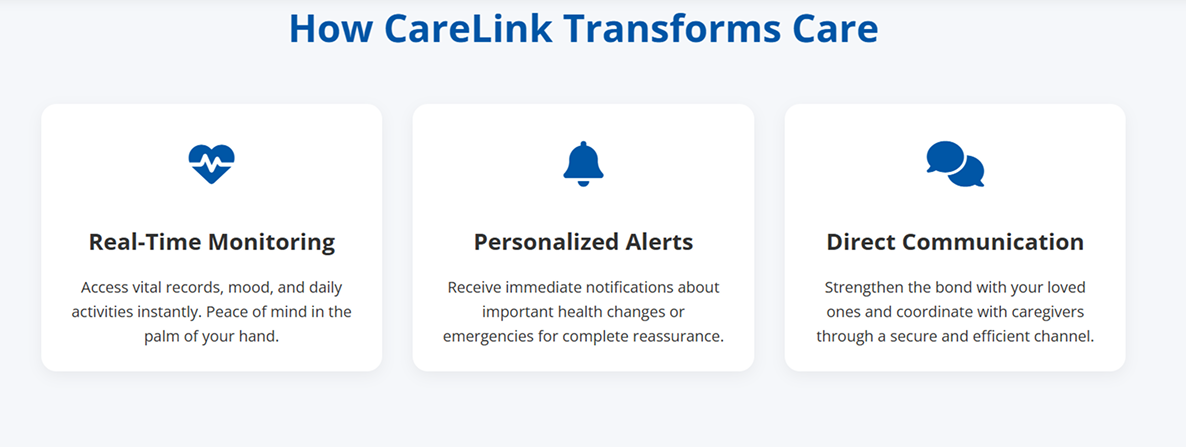 How CareLink Transforms Care
Real-Time Monitoring
Access vital records, mood, and daily
activities instantly. Peace of mind in the
palm of your hand.
Personalized Alerts
Receive immediate notifications about
important health changes or
emergencies for complete reassurance.
Direct Communication
Strengthen the bond with your loved
ones and coordinate with caregivers
through a secure and efficient channel.